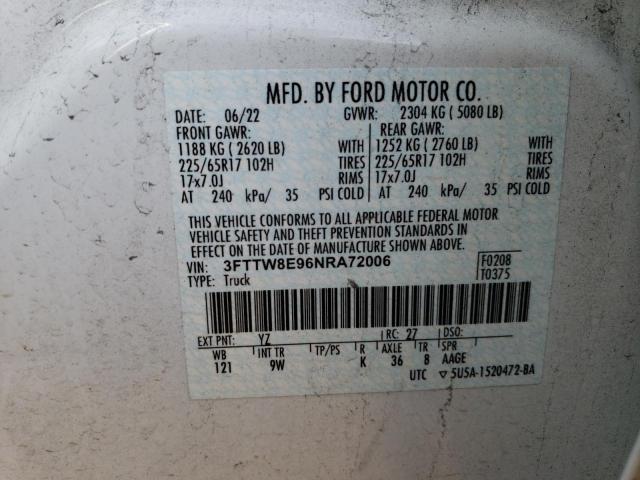 MFD. BY FORD MOTOR CO.
DATE: 06/22 GVWR: 2304 KG ( 5080 LB)
FRONT GAWR: REAR GAWR:
1188 KG ( 2620 LB) WITH 1252 KG ( 2760 LB) WITH
225/65R17 102H TIRES 225/65R17 102H TIRES
17x7.0J RIMS 17x7.0J RIMS
AT 240 kPa/ 35 PSI COLD AT 240 kPa/ 35 PSI COLD
THIS VEHICLE CONFORMS TO ALL APPLICABLE FEDERAL MOTOR
VEHICLE SAFETY AND THEFT PREVENTION STANDARDS IN
EFFECT ON THE DATE OF MANUFACTURE SHOWN ABOVE.
VIN: 3FTTW8E96NRA72006 F0208
TYPE: Truck T0375
EXT PNT: YZ RC: 27 DSO:
WB INT TR TP/PS R AXLE TR SPR
121 9W K 36 8 AAGE
UTC ▽ 5U5A-1520472-BA